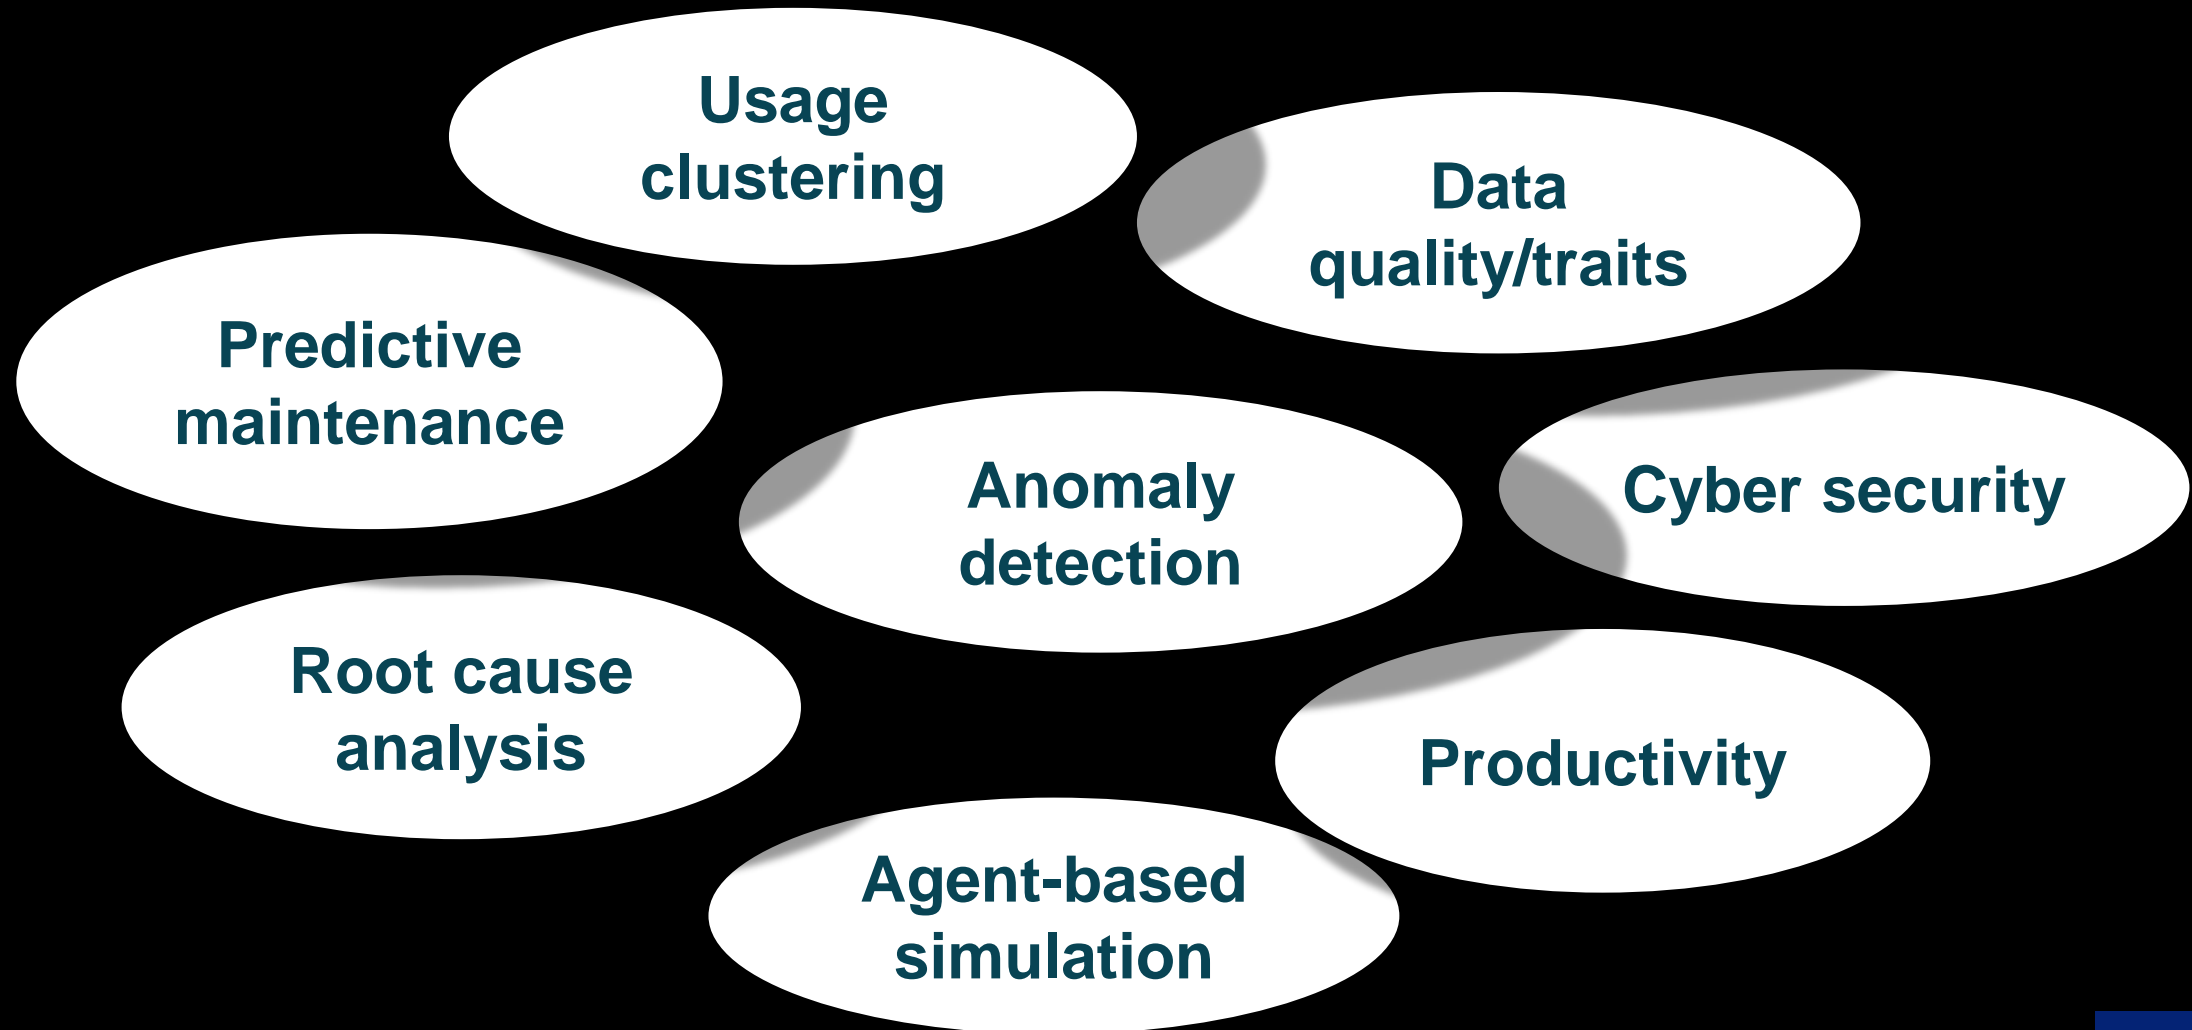 Usage
clustering
Data
quality/traits
Predictive
maintenance
Anomaly
detection
Cyber security
Root cause
analysis
Productivity
Agent-based
simulation